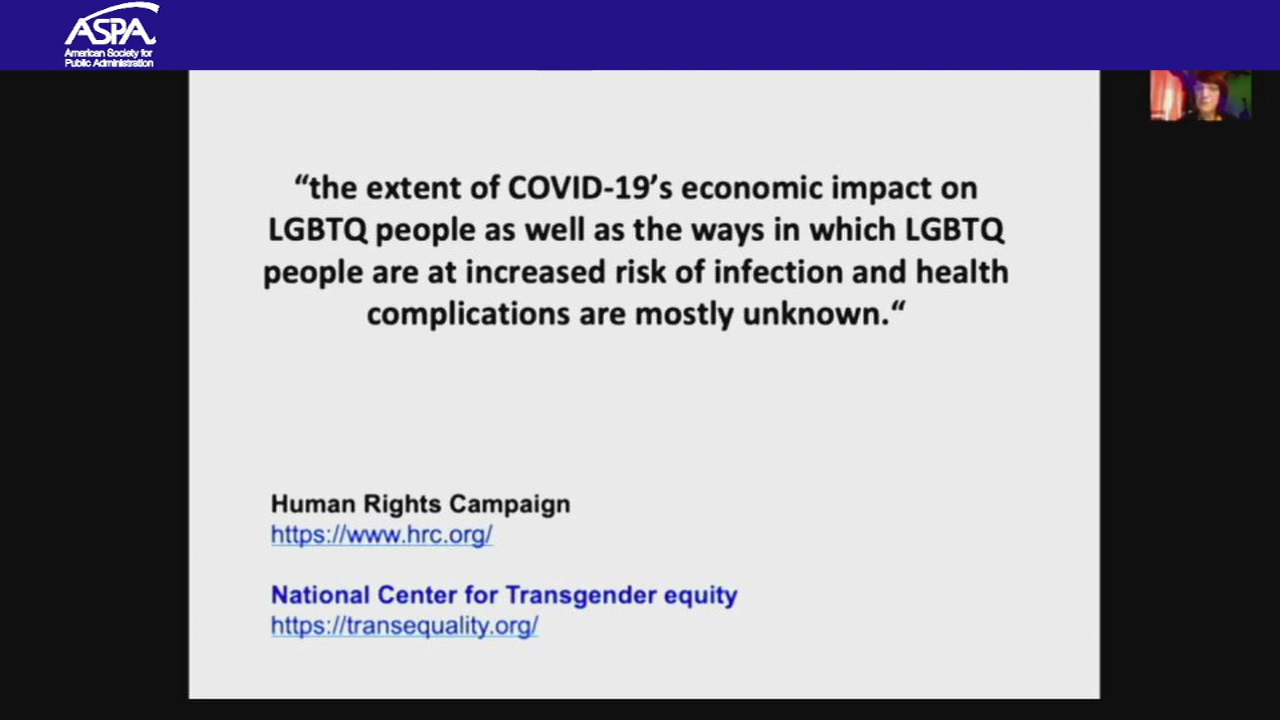 ASPA
American Society for
Public Administration
“the extent of COVID-19’s economic impact on
LGBTQ people as well as the ways in which LGBTQ
people are at increased risk of infection and health
complications are mostly unknown.“
Human Rights Campaign
https://www.hrc.org/
National Center for Transgender equity
https://transequality.org/